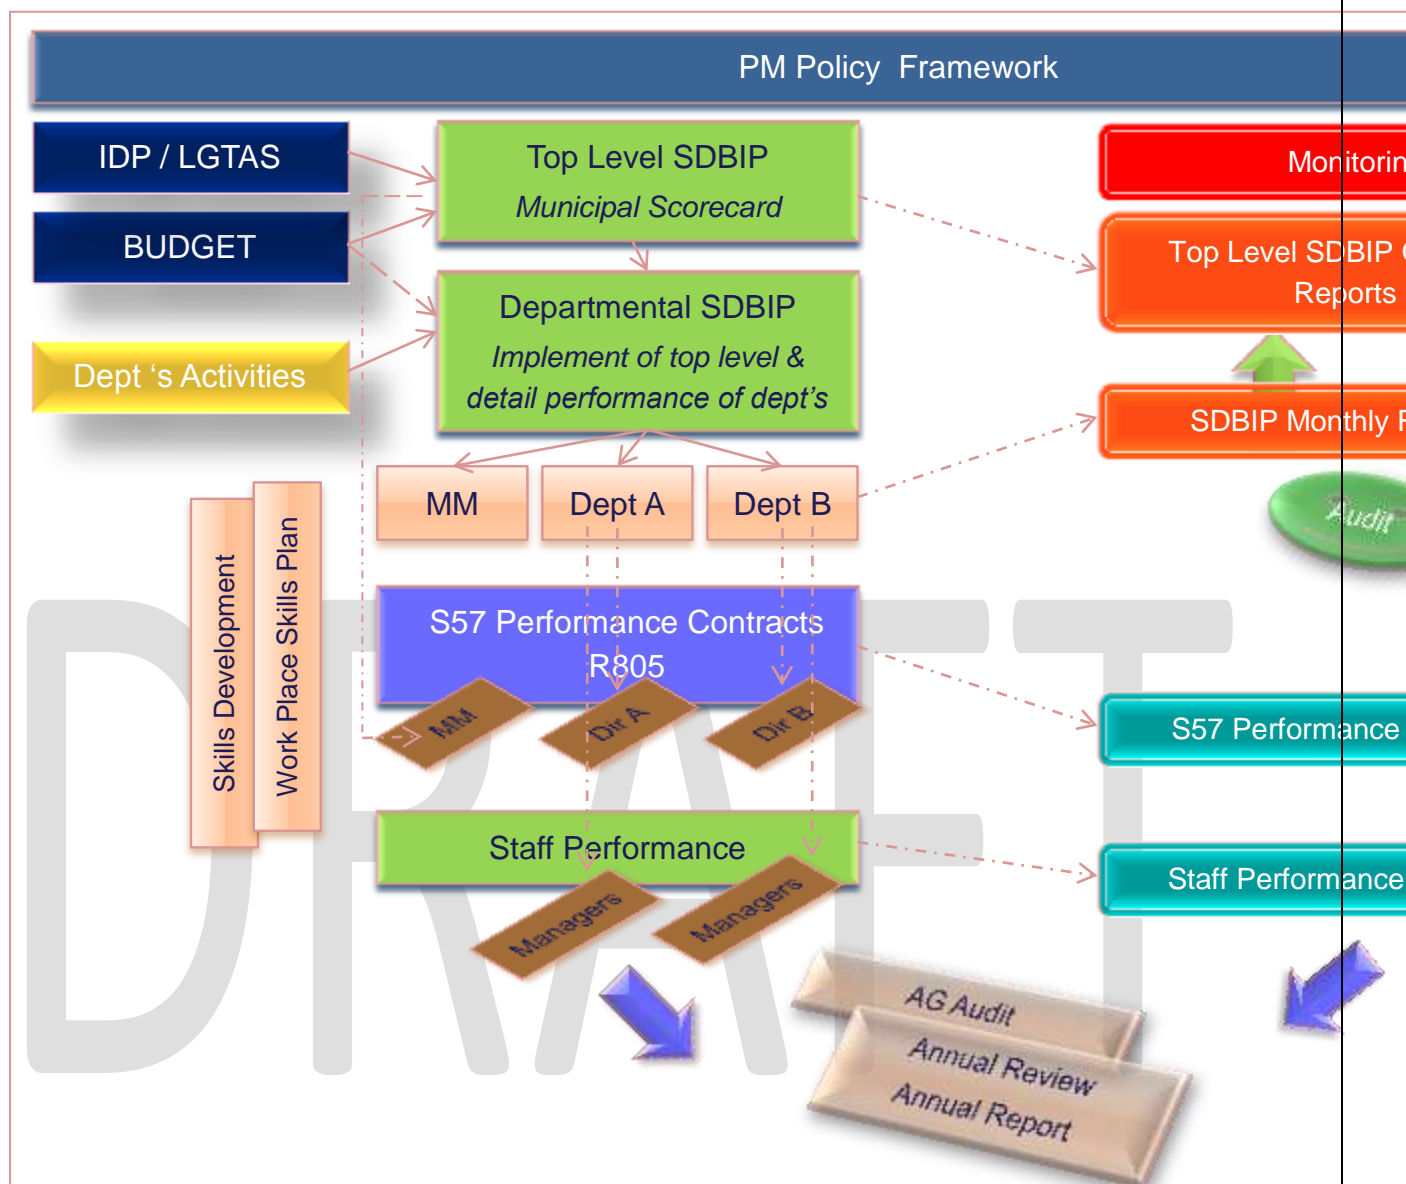 PM Policy Framework
IDP / LGTAS
BUDGET
Dept ‘s Activities
Top Level SDBIP
Municipal Scorecard
Departmental SDBIP
Implement of top level &
detail performance of dept’s
MM
Dept A
Dept B
Skills Development
Work Place Skills Plan
S57 Performance Contracts
R805
MM
Dir A
Dir B
Staff Performance
Managers
Managers
Top Level SDBIP
Reports
SDBIP Monthly
Audit
S57 Performance
Staff Performance
AG Audit
Annual Review
Annual Report
DRAFT